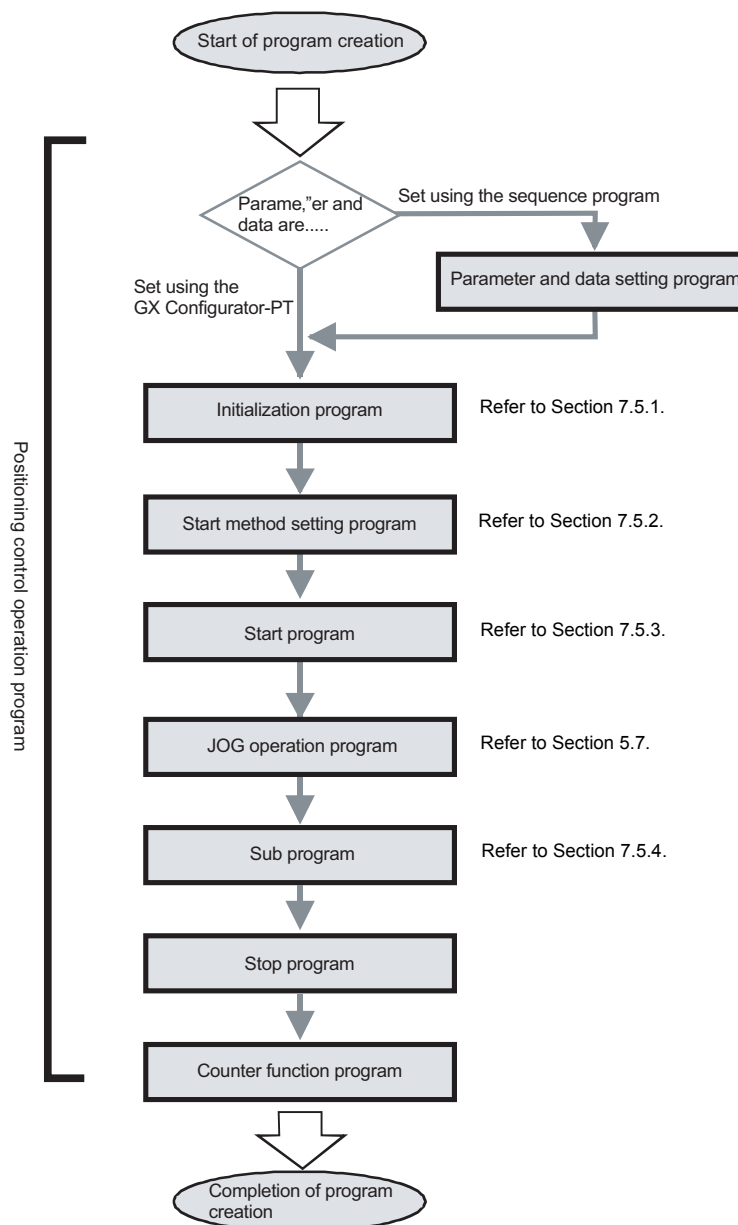 Start of program creation
Parame,”er and
data are.....
Set using the sequence program
Parameter and data setting program
Set using the
GX Configurator-PT
Initialization program
Refer to Section 7.5.1.
Start method setting program
Refer to Section 7.5.2.
Start program
Refer to Section 7.5.3.
JOG operation program
Refer to Section 5.7.
Sub program
Refer to Section 7.5.4.
Stop program
Counter function program
Completion of program
creation
Positioning control operation program